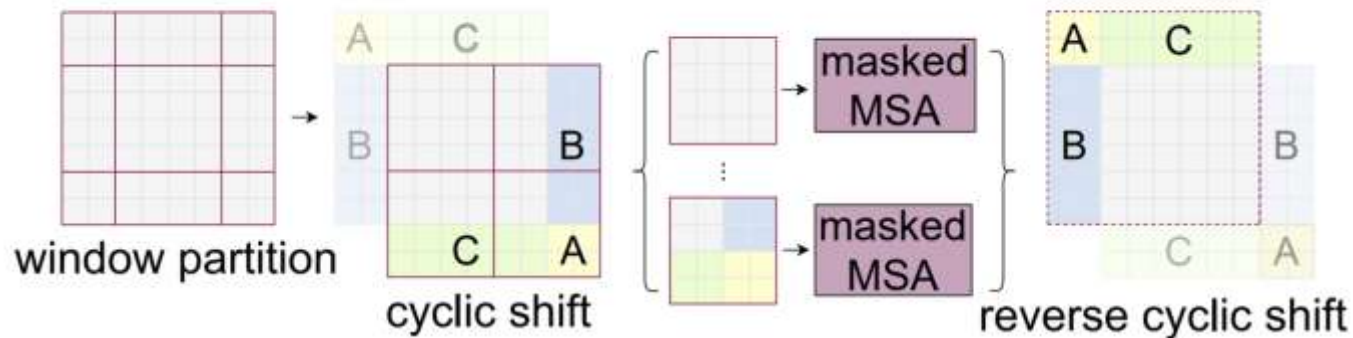 window partition
A C
B B
C A
cyclic shift
masked
MSA
masked
MSA
A C
B B
C A
reverse cyclic shift